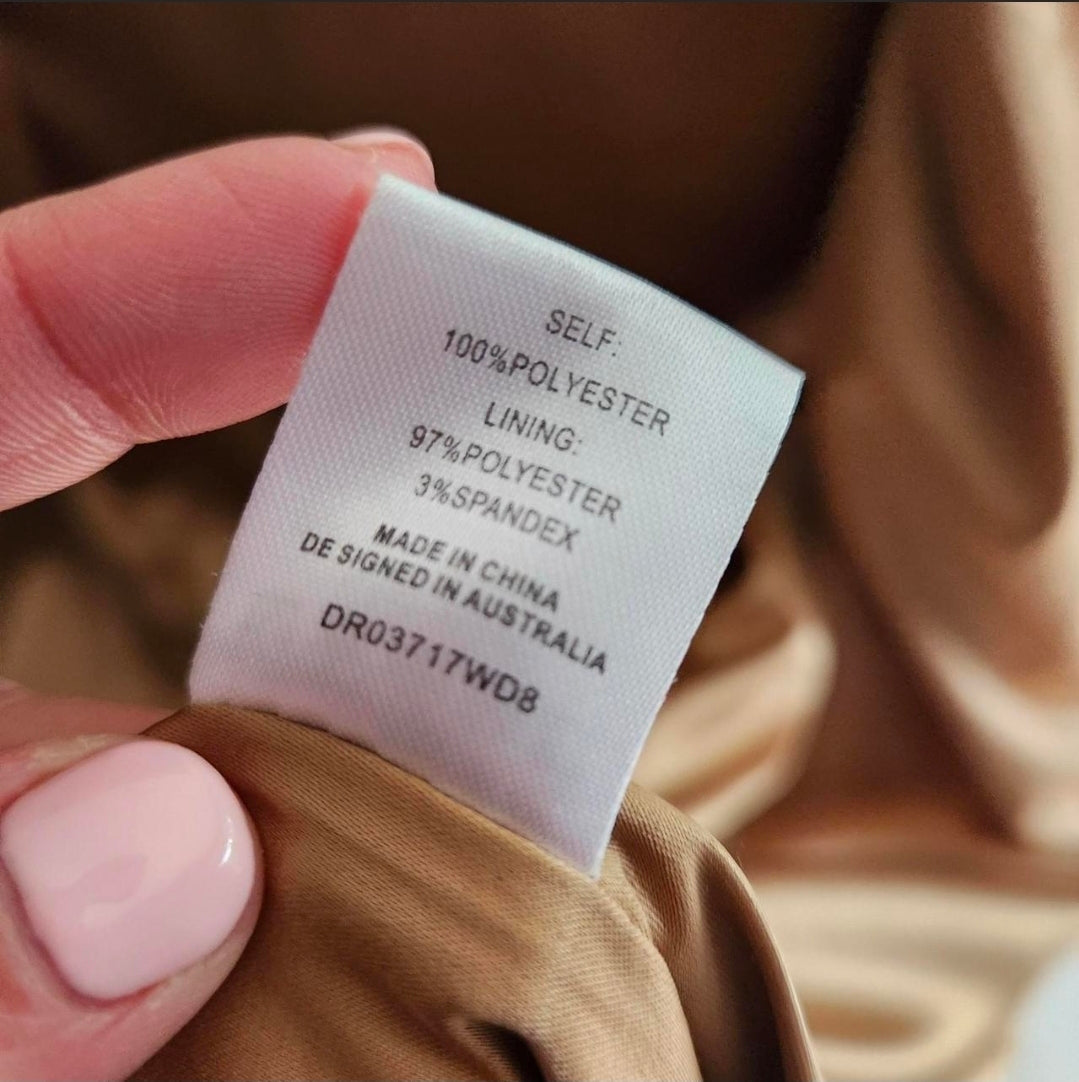 SELF:
100%POLYESTER
LINING:
97%POLYESTER
3%SPANDEX
MADE IN CHINA
DE SIGNED IN AUSTRALIA
DR03717WD8